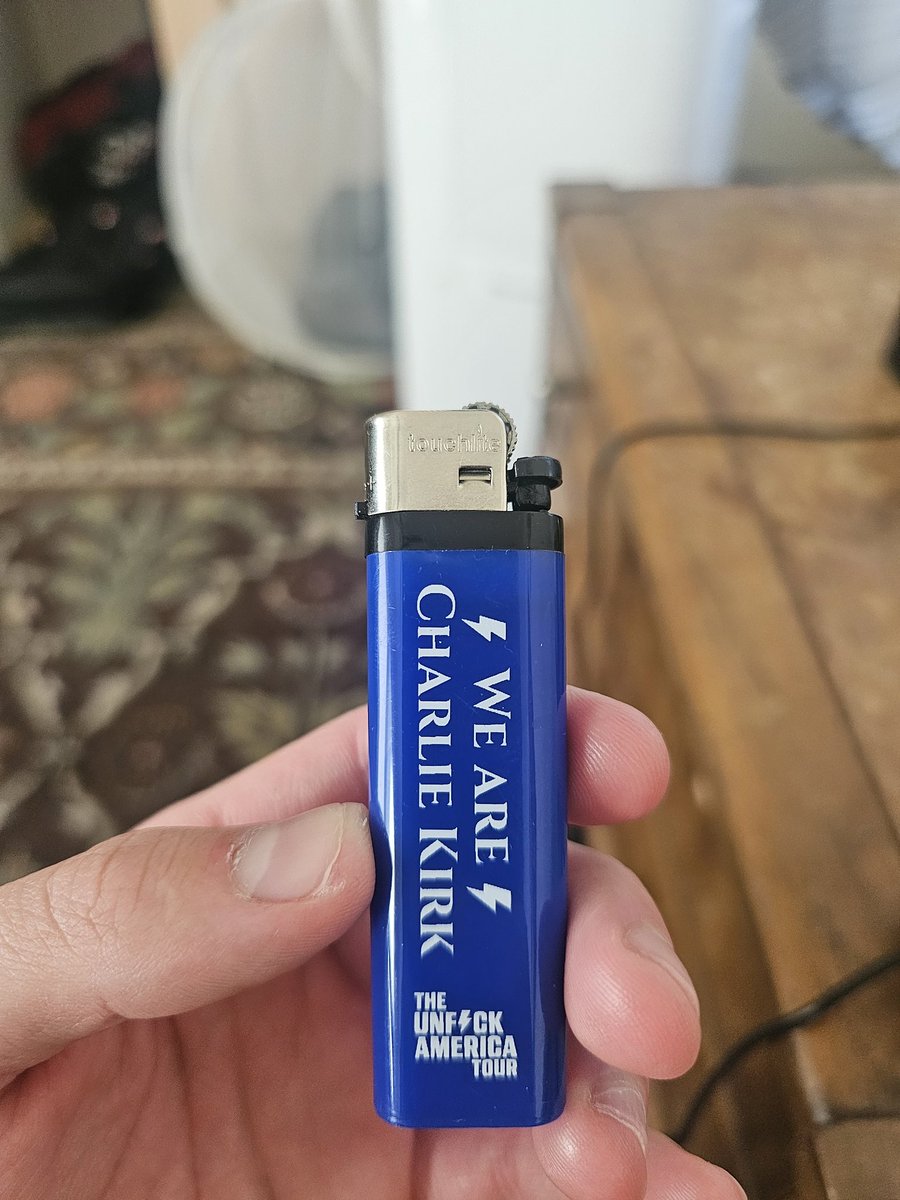 touchlite
⚡ WE ARE ⚡
CHARLIE KIRK
THE
UNF⚡CK
AMERICA
TOUR